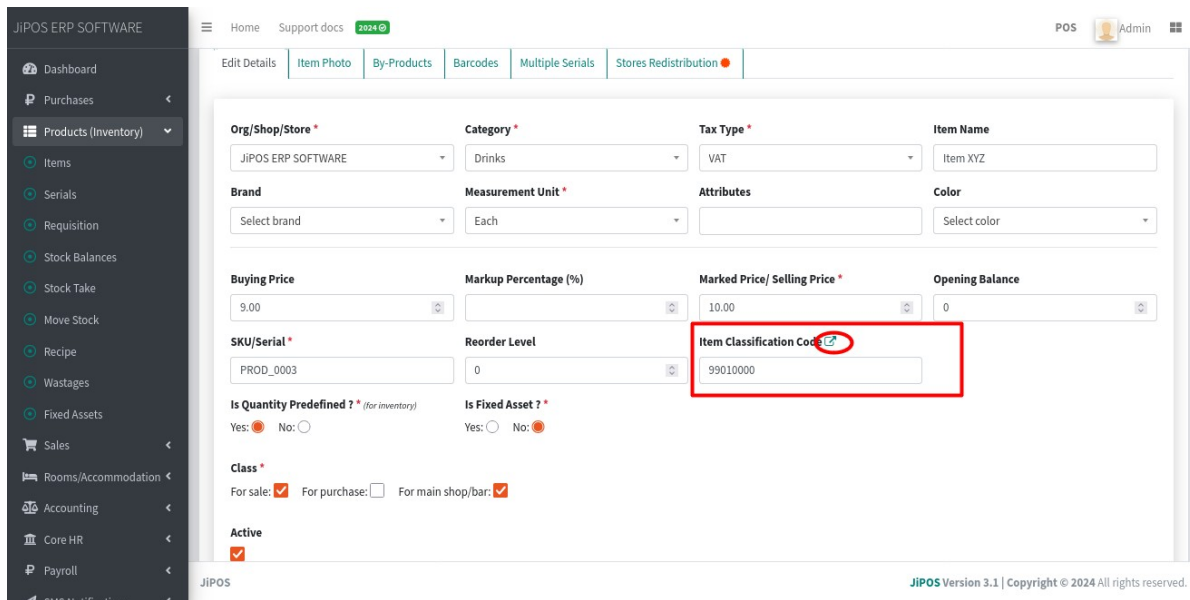 JiPOS ERP SOFTWARE
Home Support docs 2024
POS Admin
Dashboard
Purchases
Products (Inventory)
Items
Serials
Requisition
Stock Balances
Stock Take
Move Stock
Recipe
Wastages
Fixed Assets
Sales
Rooms/Accommodation
Accounting
Core HR
Payroll
Edit Details Item Photo By-Products Barcodes Multiple Serials Stores Redistribution
Org/Shop/Store * Category * Tax Type * Item Name
JiPOS ERP SOFTWARE Drinks VAT Item XYZ
Brand Measurement Unit * Attributes Color
Select brand Each Select color
Buying Price Markup Percentage (%) Marked Price/ Selling Price * Opening Balance
9.00 10.00 0
SKU/Serial * Reorder Level Item Classification Code
PROD_0003 0 99010000
Is Quantity Predefined ? * (for inventory) Is Fixed Asset ? *
Yes: No: Yes: No:
Class *
For sale: For purchase: For main shop/bar:
Active
JiPOS JiPOS Version 3.1 | Copyright © 2024 All rights reserved.